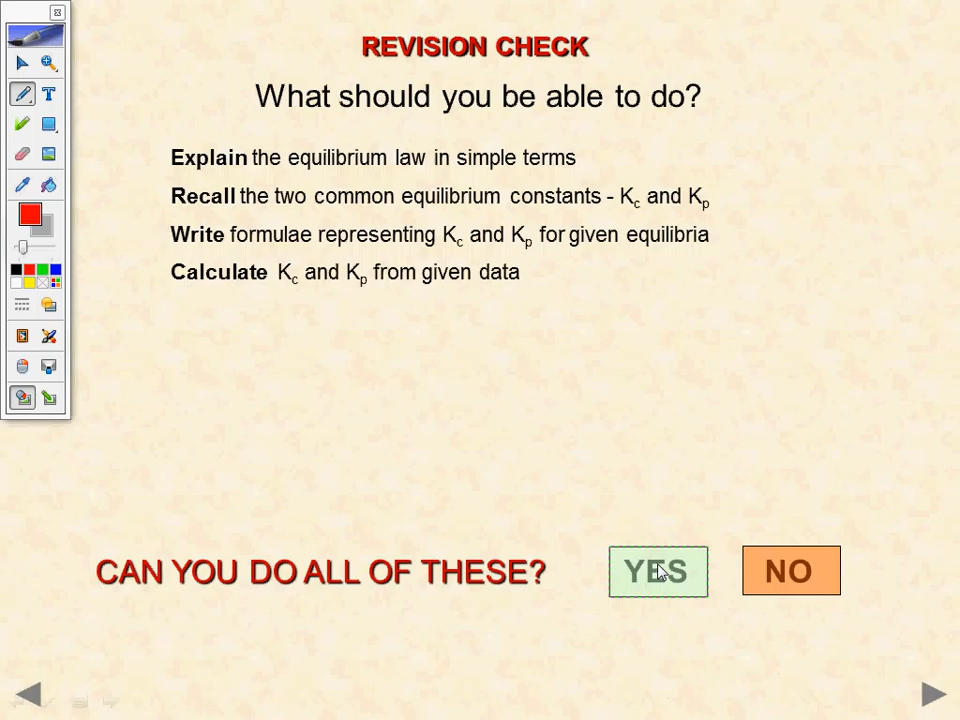 REVISION CHECK
What should you be able to do?
Explain the equilibrium law in simple terms
Recall the two common equilibrium constants - Kc and Kp
Write formulae representing Kc and Kp for given equilibria
Calculate Kc and Kp from given data
CAN YOU DO ALL OF THESE? YES NO